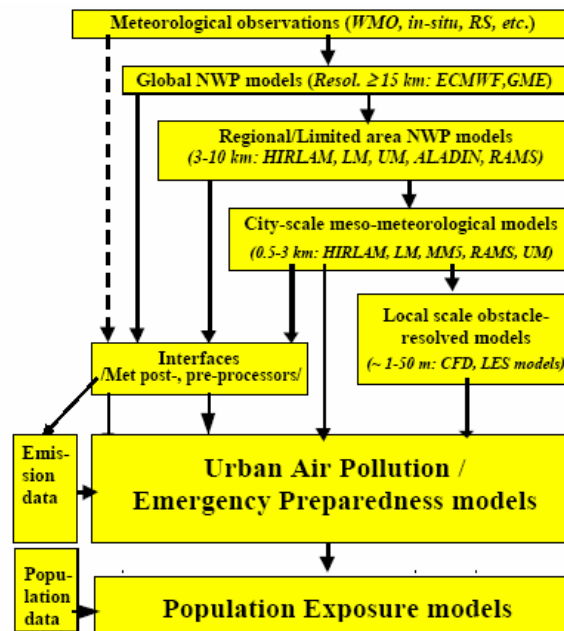 Meteorological observations (WMO, in-situ, RS, etc.)
Global NWP models (Resol. ≥ 15 km: ECMWF,GME)
Regional/Limited area NWP models
(3-10 km: HIRLAM, LM, UM, ALADIN, RAMS)
City-scale meso-meteorological models
(0.5-3 km: HIRLAM, LM, MM5, RAMS, UM)
Local scale obstacle-
resolved models
(~ 1-50 m: CFD, LES models)
Interfaces
/Met post-, pre-processors/
Emis-
sion
data
Urban Air Pollution /
Emergency Preparedness models
Popu-
lation
data
Population Exposure models